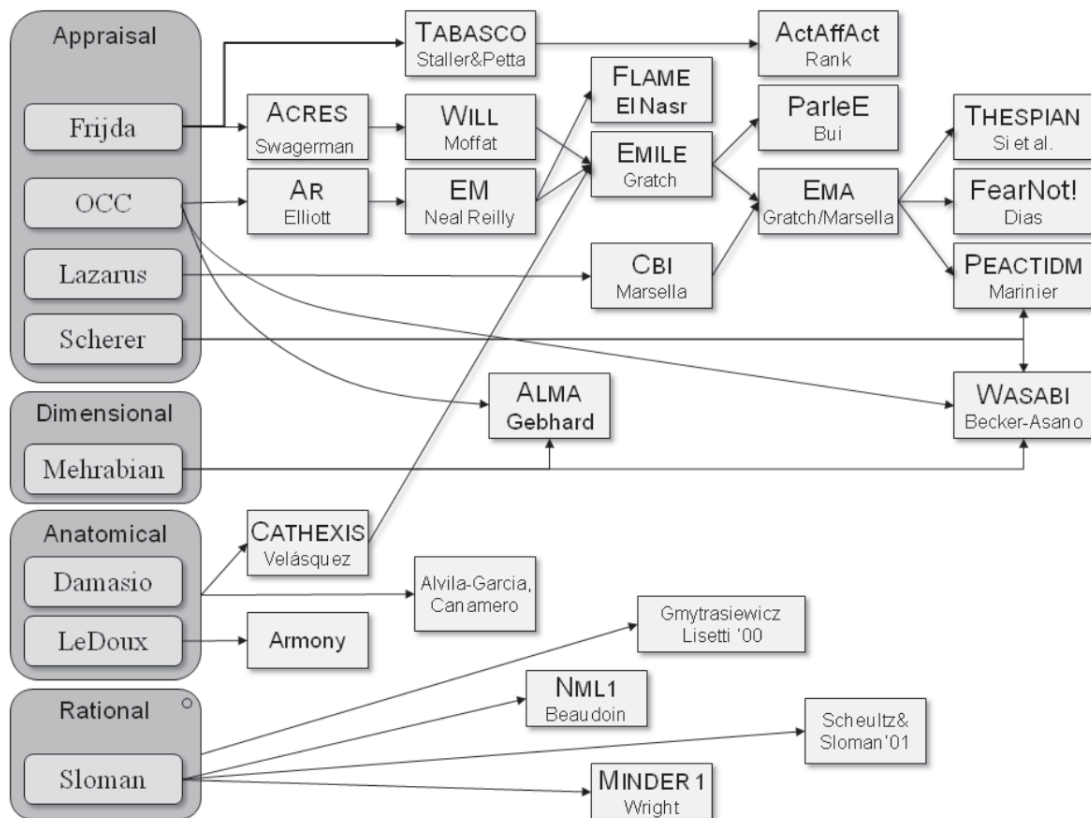 Appraisal
Frijda
OCC
Lazarus
Scherer
TABASCO
Staller&Petta
ActAffAct
Rank
FLAME
El Nasr
ACRES
Swagerman
WILL
Moffat
ParleE
Bui
THESPIAN
Si et al.
EMILE
Gratch
AR
Elliott
EM
Neal Reilly
EMA
Gratch/Marsella
FearNot!
Dias
CBI
Marsella
PEACTIDM
Marinier
ALMA
Gebhard
WASABI
Becker-Asano
Dimensional
Mehrabian
Anatomical
Damasio
LeDoux
CATHEXIS
Velásquez
Alvila-Garcia,
Canamero
Armony
Gmytrasiewicz
Lisetti '00
Rational
Sloman
NML1
Beaudoin
Scheultz&
Sloman'01
MINDER 1
Wright